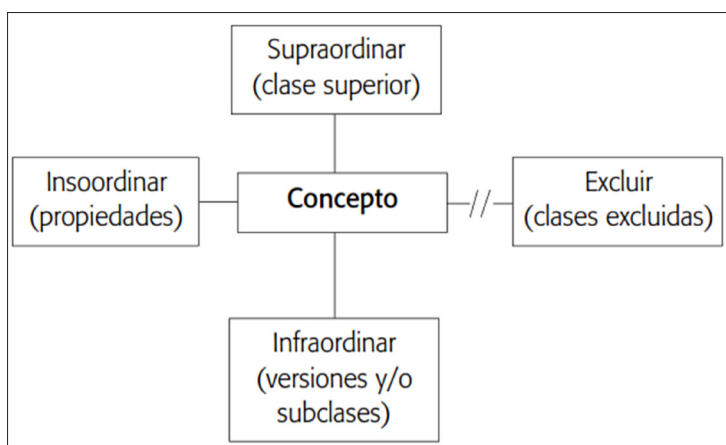 Supraordinar
(clase superior)
Insoordinar
(propiedades)
Concepto
//
Excluir
(clases excluidas)
Infraordinar
(versiones y/o
subclases)